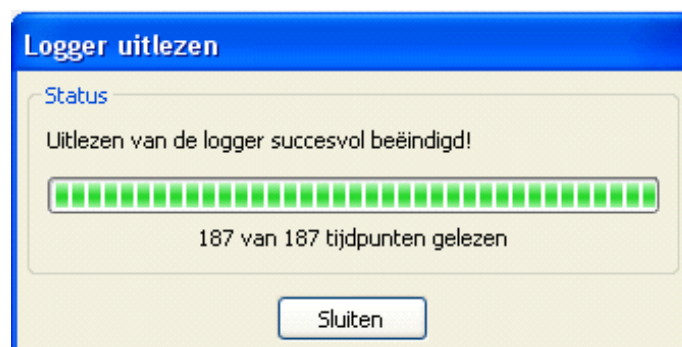 Logger uitlezen
Status
Uitlezen van de logger succesvol beëindigd!
187 van 187 tijdpunten gelezen
Sluiten